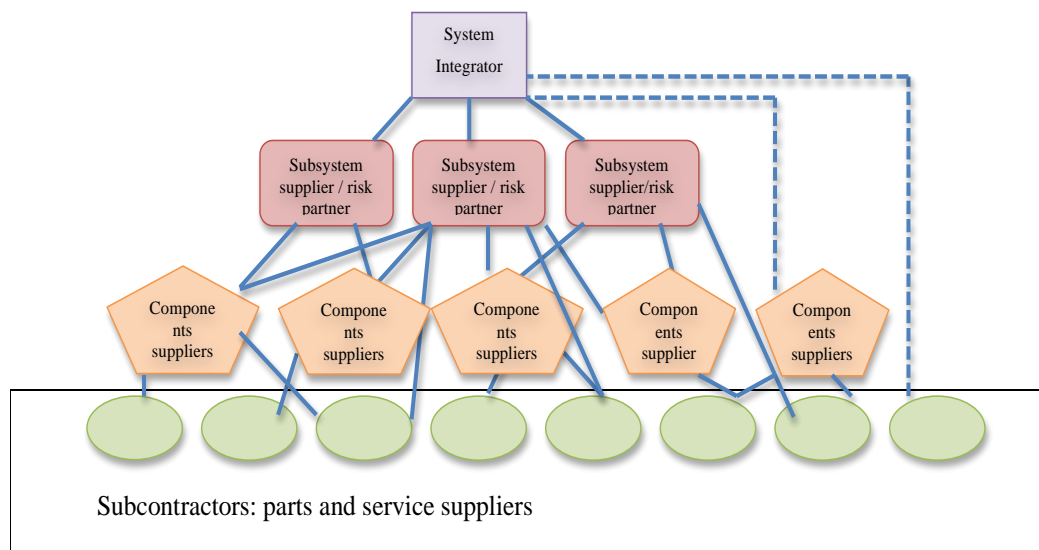 System
Integrator
Subsystem
supplier / risk
partner
Subsystem
supplier / risk
partner
Subsystem
supplier/risk
partner
Compone
nts
suppliers
Compone
nts
suppliers
Compone
nts
suppliers
Compon
ents
supplier
Compon
ents
suppliers
Subcontractors: parts and service suppliers